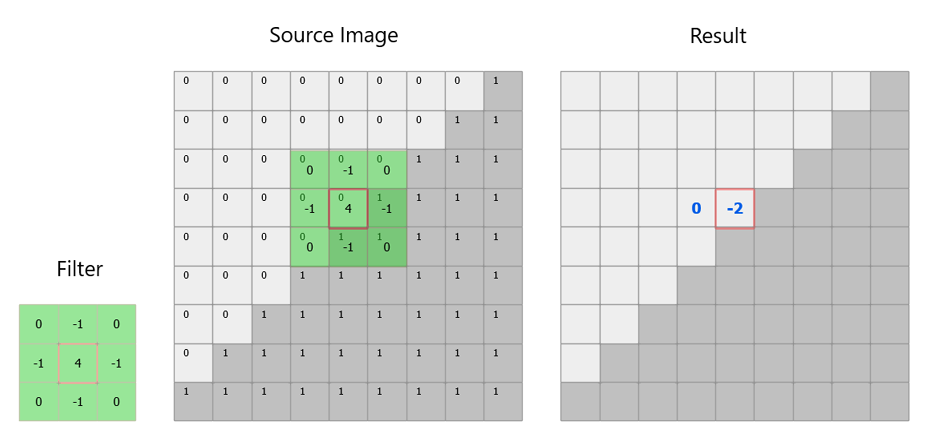 Source Image
Result
0 0 0 0 0 0 0 0 1
0 0 0 0 0 0 0 1 1
0 0 0 0 0 0 1 1 1
0 -1 0
0 0 0 0 0 1 1 1 1
-1 4 -1
0 -2
0 0 0 0 1 1 1 1 1
0 -1 0
Filter
0 0 0 1 1 1 1 1 1
0 0 1 1 1 1 1 1 1
0 -1 0
0 1 1 1 1 1 1 1 1
-1 4 -1
1 1 1 1 1 1 1 1 1
0 -1 0